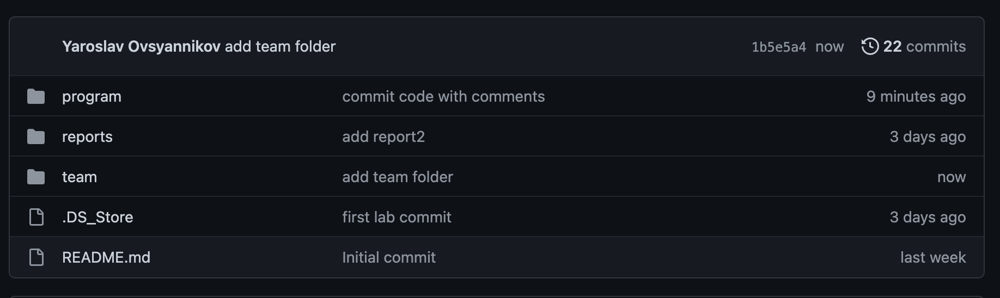 Yaroslav Ovsyannikov add team folder 1b5e5a4 now 22 commits
program commit code with comments 9 minutes ago
reports add report2 3 days ago
team add team folder now
.DS_Store first lab commit 3 days ago
README.md Initial commit last week